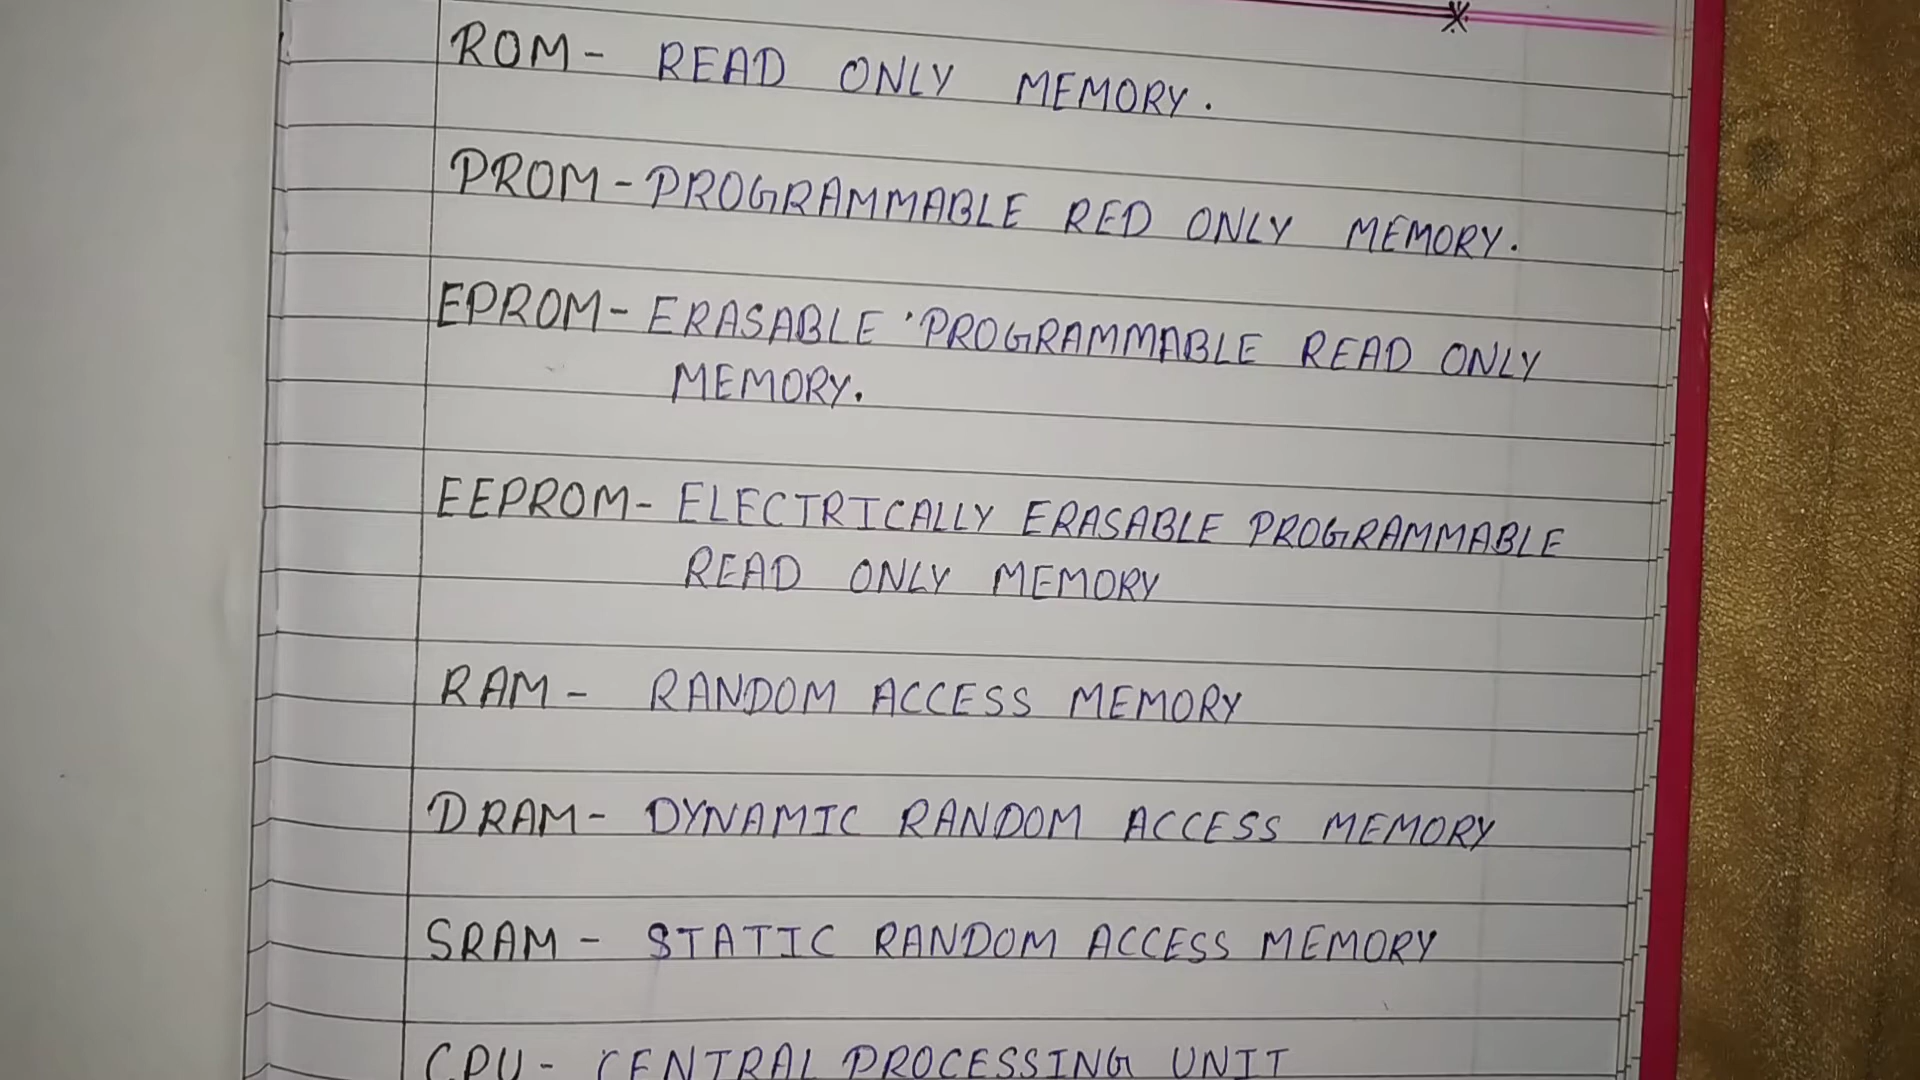 ROM- READ ONLY MEMORY.
PROM- PROGRAMMABLE RED ONLY MEMORY.
EPROM- ERASABLE PROGRAMMABLE READ ONLY
MEMORY.
EEPROM- ELECTRICALLY ERASABLE PROGRAMMABLE
READ ONLY MEMORY
RAM- RANDOM ACCESS MEMORY
DRAM- DYNAMIC RANDOM ACCESS MEMORY
SRAM- STATIC RANDOM ACCESS MEMORY
CPU- CENTRAL PROCESSING UNIT